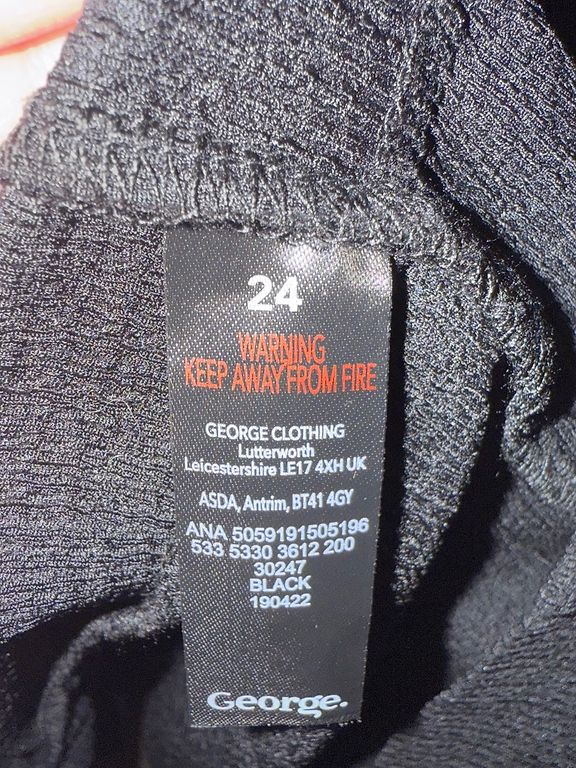 24
WARNING
KEEP AWAY FROM FIRE
GEORGE CLOTHING
Lutterworth
Leicestershire LE17 4XH UK
ASDA, Antrim, BT41 4GY
ANA 5059191505196
533 5330 3612 200
30247
BLACK
190422
George.